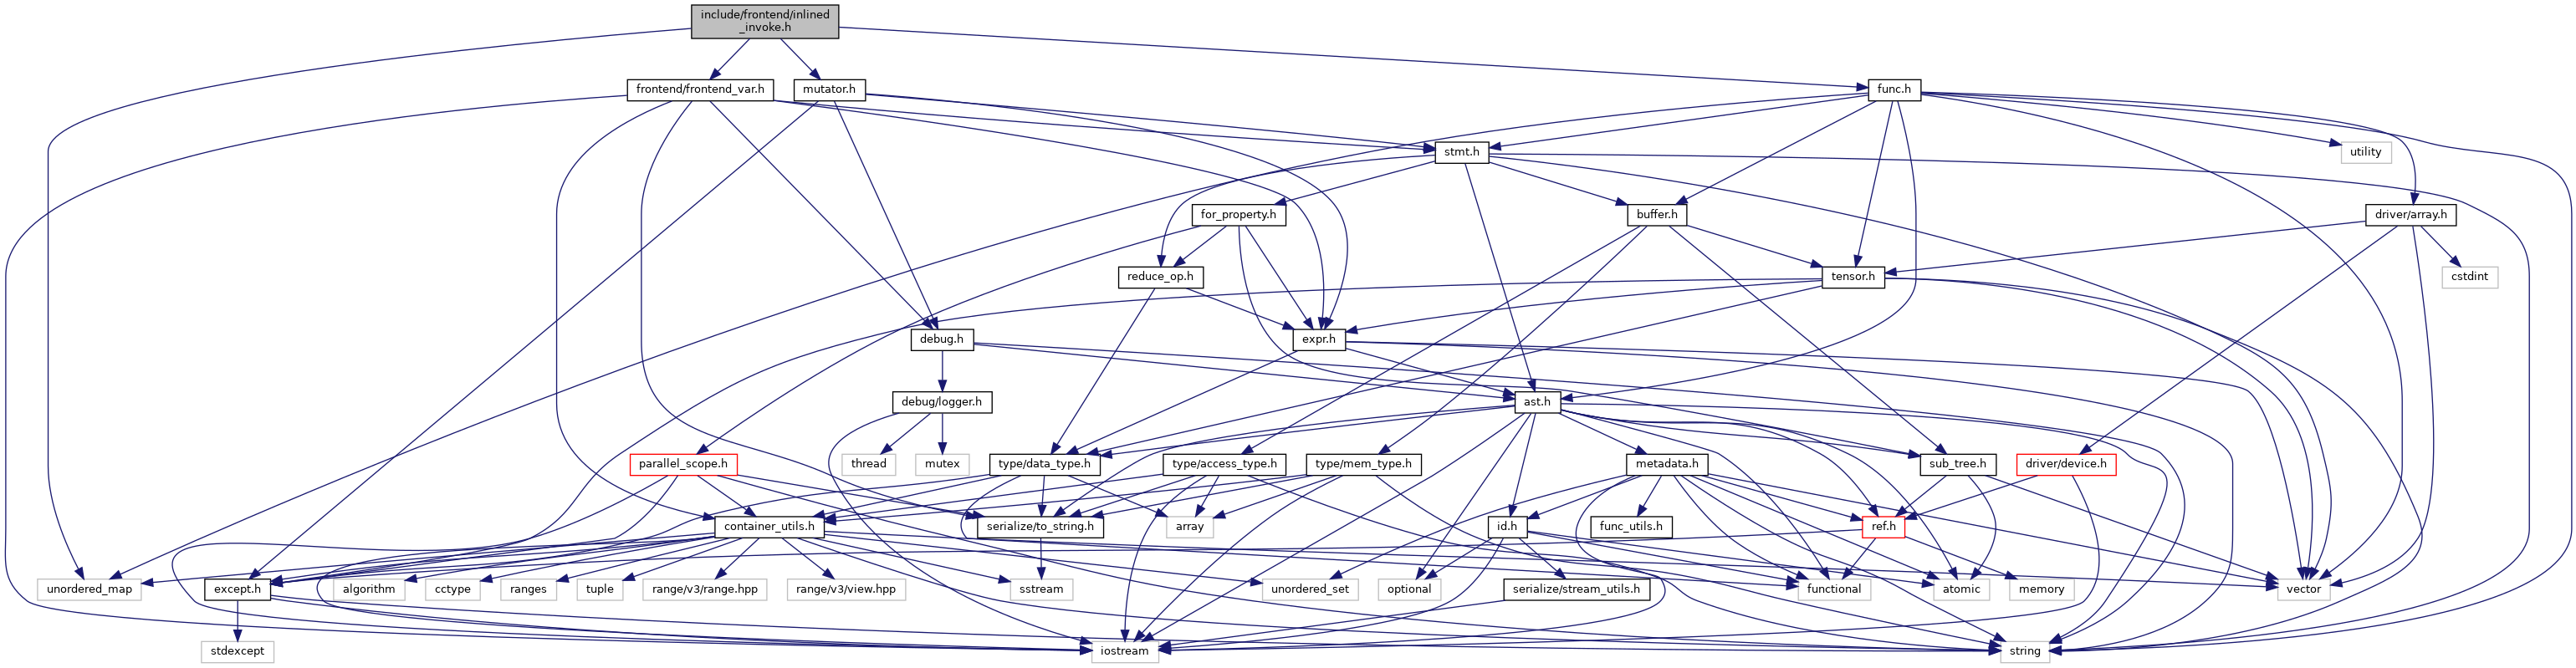 include/frontend/inlined
_invoke.h
frontend/frontend_var.h
mutator.h
func.h
stmt.h
utility
for_property.h
buffer.h
driver/array.h
reduce_op.h
tensor.h
cstdint
debug.h
expr.h
debug/logger.h
ast.h
parallel_scope.h
thread
mutex
type/data_type.h
type/access_type.h
type/mem_type.h
metadata.h
sub_tree.h
driver/device.h
container_utils.h
serialize/to_string.h
array
id.h
func_utils.h
ref.h
unordered_map
except.h
algorithm
cctype
ranges
tuple
range/v3/range.hpp
range/v3/view.hpp
sstream
unordered_set
optional
serialize/stream_utils.h
functional
atomic
memory
vector
stdexcept
iostream
string